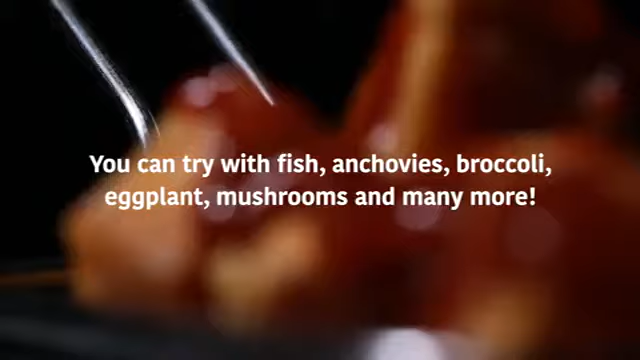 You can try with fish, anchovies, broccoli,
eggplant, mushrooms and many more!